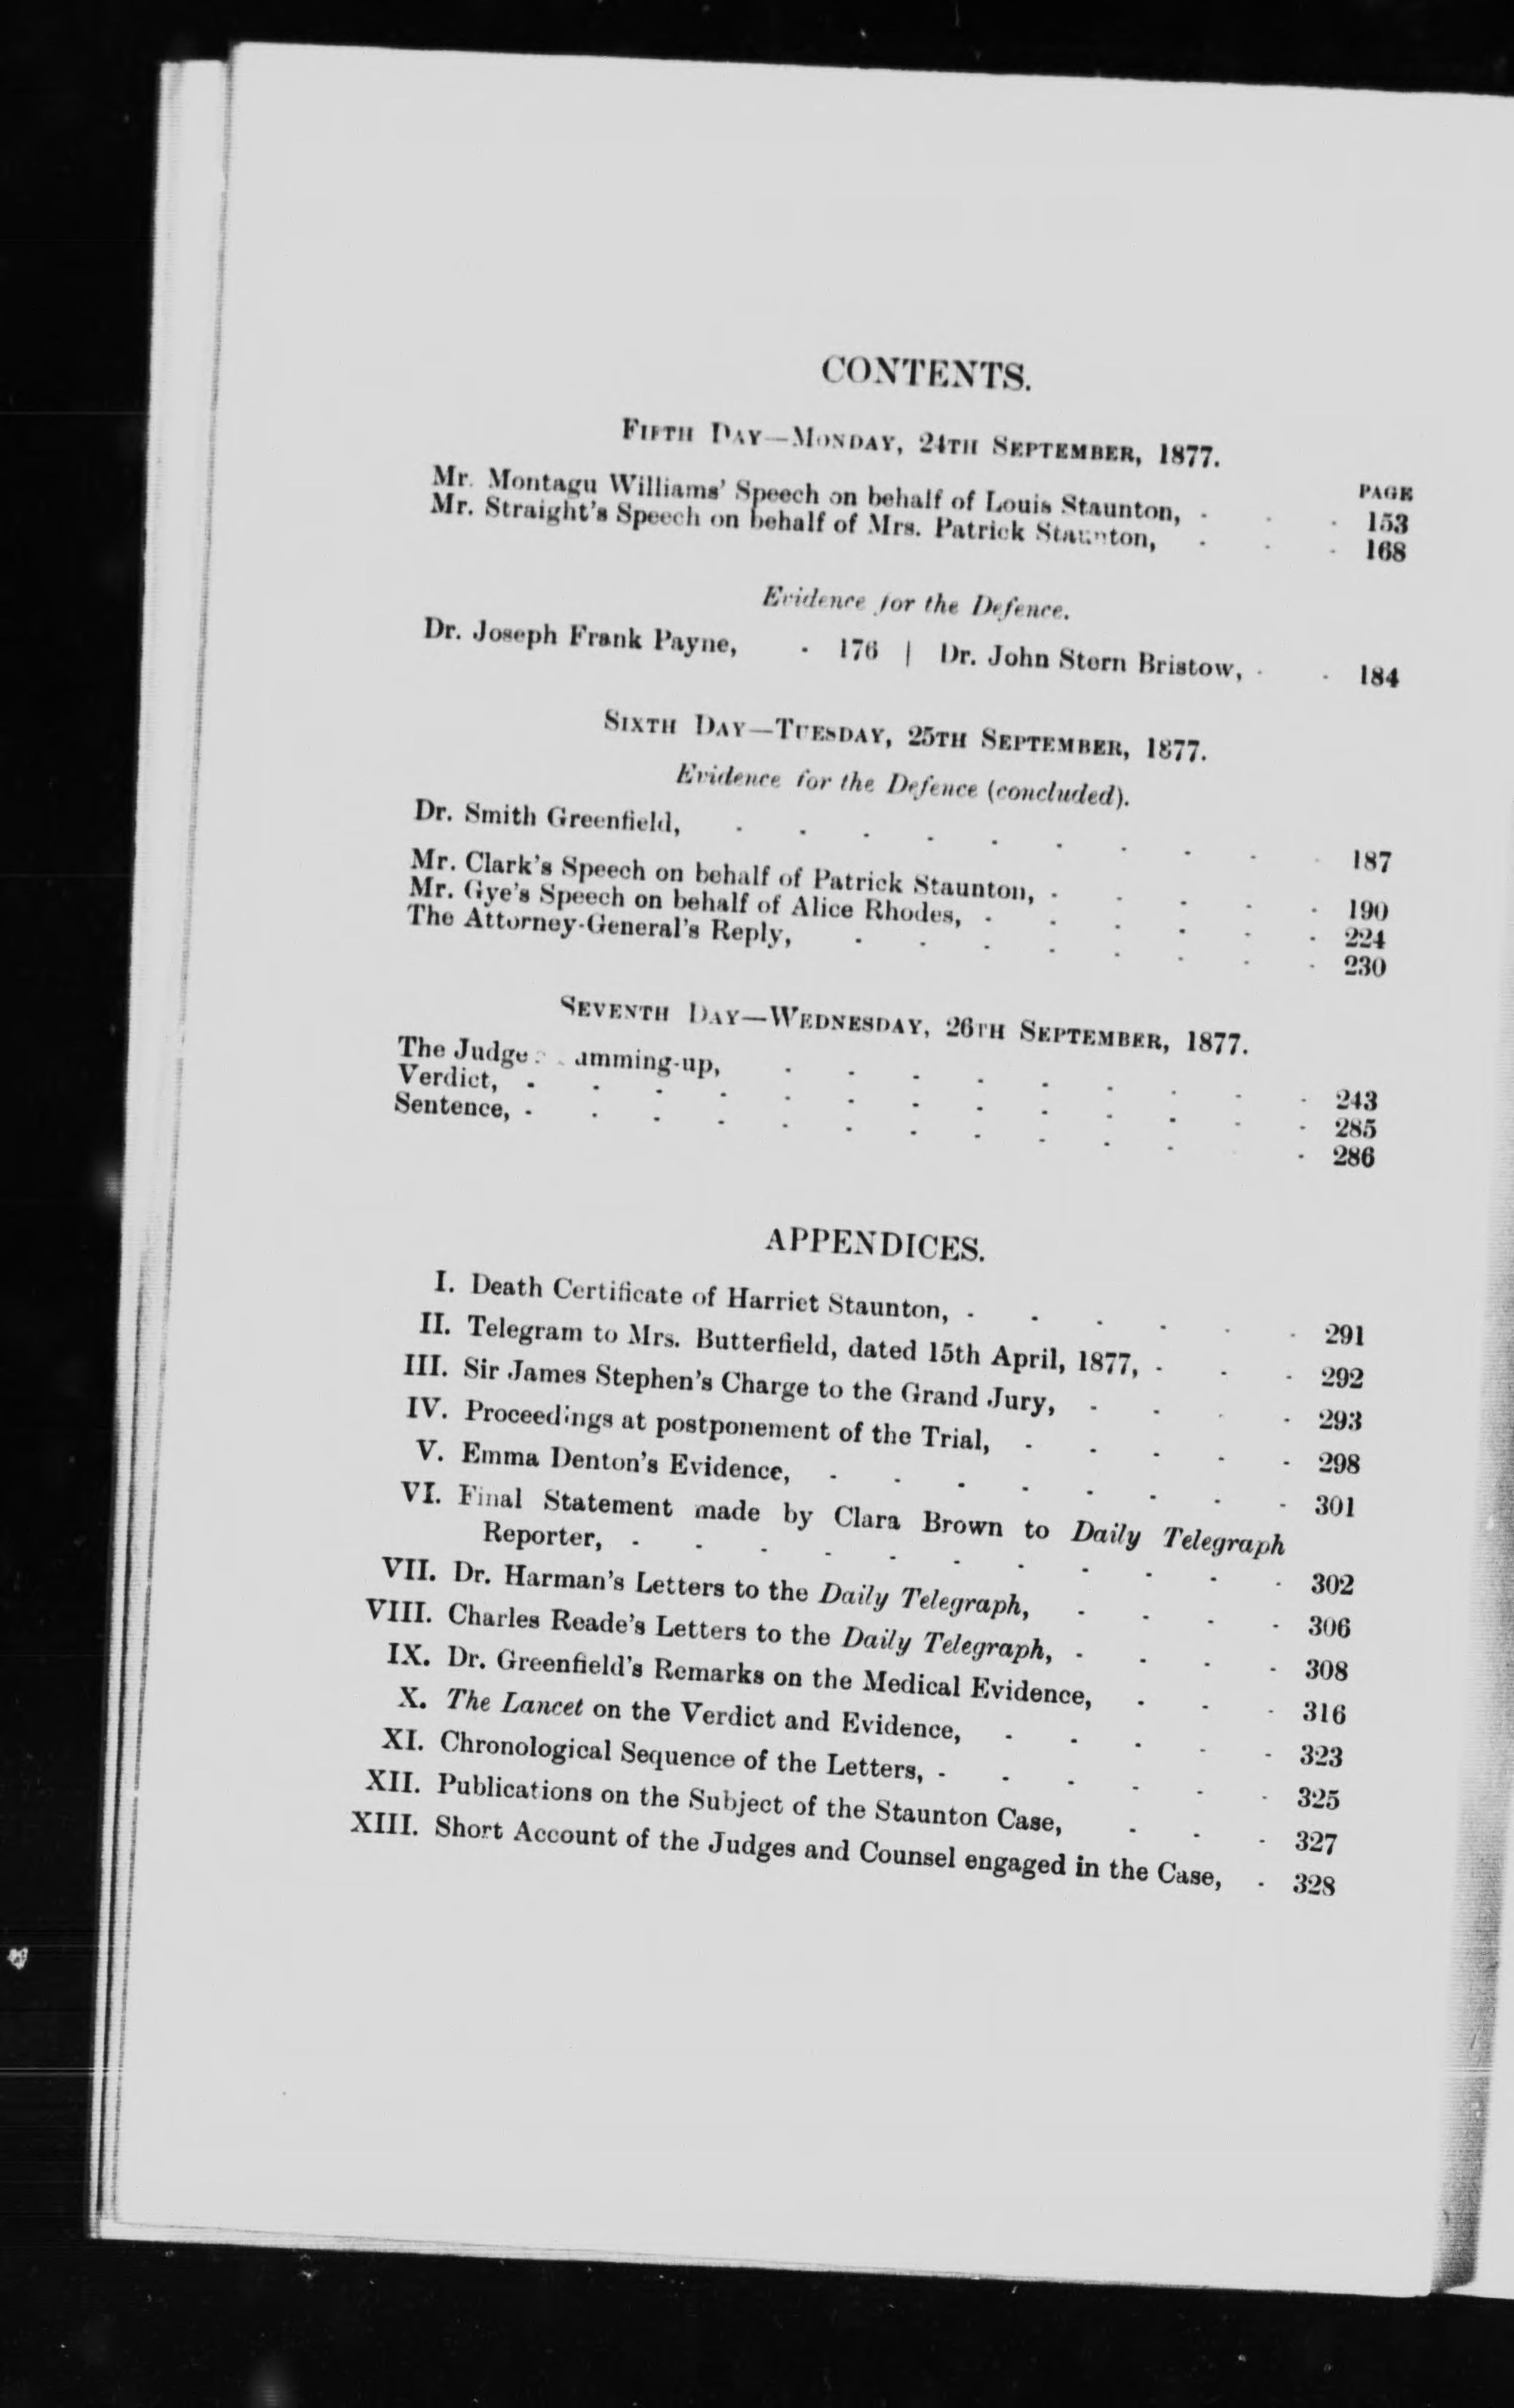 CONTENTS.
FIFTH DAY—MONDAY, 24TH SEPTEMBER, 1877.
PAGE
Mr. Montagu Williams' Speech on behalf of Louis Staunton, - . . 153
Mr. Straight's Speech on behalf of Mrs. Patrick Staunton, . . . 168
Evidence for the Defence.
Dr. Joseph Frank Payne, . 176 | Dr. John Stern Bristow, . . 184
SIXTH DAY—TUESDAY, 25TH SEPTEMBER, 1877.
Evidence for the Defence (concluded).
Dr. Smith Greenfield, . . . . . . . . . . 187
Mr. Clark's Speech on behalf of Patrick Staunton, . . . . . 190
Mr. Gye's Speech on behalf of Alice Rhodes, . . . . . . 224
The Attorney-General's Reply, . . . . . . . . 230
SEVENTH DAY—WEDNESDAY, 26TH SEPTEMBER, 1877.
The Judge umming-up, . . . . . . . . . 243
Verdict, . . . . . . . . . . . . . 285
Sentence, . . . . . . . . . . . . 286
APPENDICES.
I. Death Certificate of Harriet Staunton, . . . . . . 291
II. Telegram to Mrs. Butterfield, dated 15th April, 1877, . . . 292
III. Sir James Stephen's Charge to the Grand Jury, . . . . 293
IV. Proceedings at postponement of the Trial, . . . . . 298
V. Emma Denton's Evidence, . . . . . . . . 301
VI. Final Statement made by Clara Brown to Daily Telegraph
Reporter, . . . . . . . . . . . 302
VII. Dr. Harman's Letters to the Daily Telegraph, . . . . 306
VIII. Charles Reade's Letters to the Daily Telegraph, . . . . 308
IX. Dr. Greenfield's Remarks on the Medical Evidence, . . . 316
X. The Lancet on the Verdict and Evidence, . . . . . 323
XI. Chronological Sequence of the Letters, . . . . . . 325
XII. Publications on the Subject of the Staunton Case, . . . 327
XIII. Short Account of the Judges and Counsel engaged in the Case, . 328